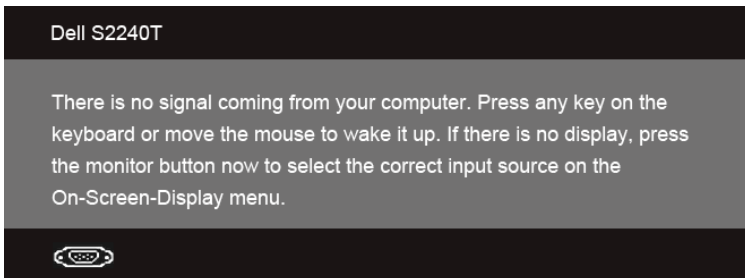 Dell S2240T
There is no signal coming from your computer. Press any key on the
keyboard or move the mouse to wake it up. If there is no display, press
the monitor button now to select the correct input source on the
On-Screen-Display menu.